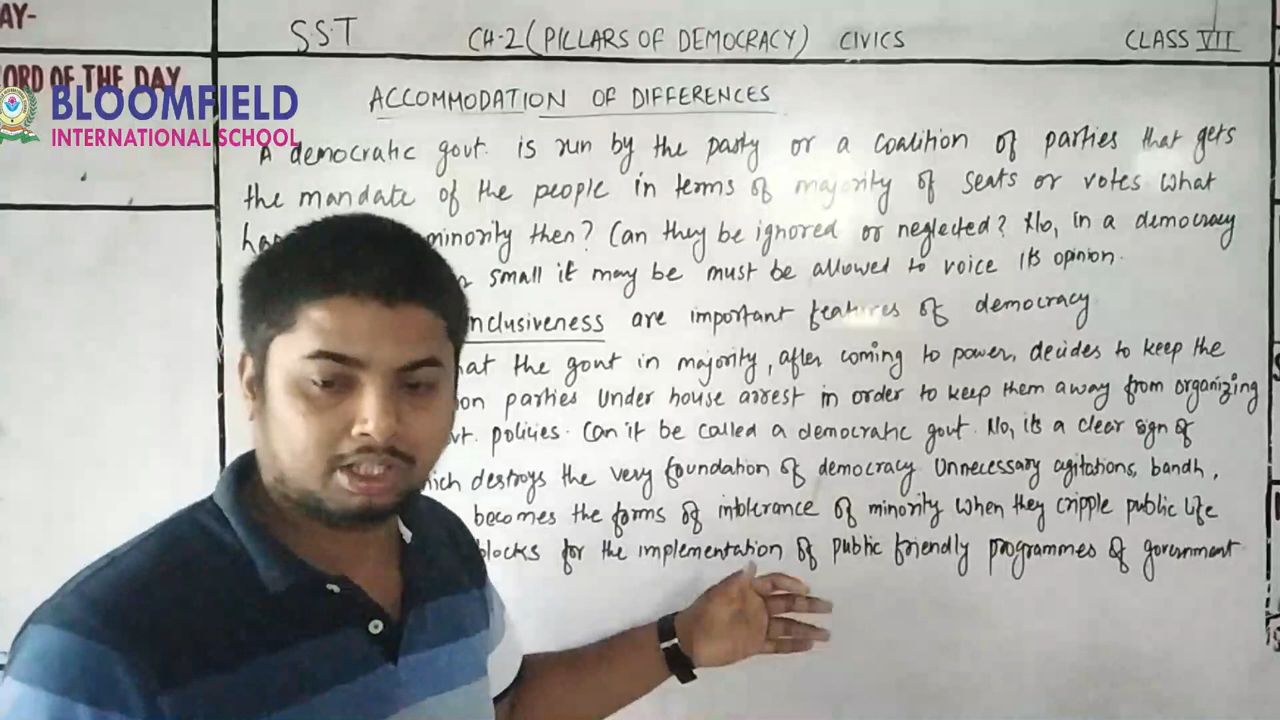 AY-
S.S.T CH-2 (PILLARS OF DEMOCRACY) CIVICS CLASS VII
ORD OF THE DAY
BLOOMFIELD
INTERNATIONAL SCHOOL
ACCOMMODATION OF DIFFERENCES
A democratic govt. is run by the party or a coalition of parties that gets
the mandate of the people in terms of majority of seats or votes what
minority then? Can they be ignored or neglected? No, in a democracy
small it may be must be allowed to voice its opinion.
nclusiveness are important features of democracy
hat the govt in majority, after coming to power, decides to keep the
on parties under house arrest in order to keep them away from organizing
vt. policies. Can it be called a democratic govt. No, its a clear sign of
hich destroys the very foundation of democracy Unnecessary agitations, bandh,
becomes the forms of intolerance of minority when they cripple public life
blocks for the implementation of public friendly programmes of government